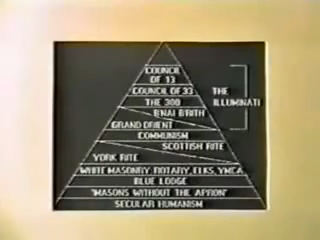 COUNCIL
OF 13
COUNCIL OF 33
THE 300
B'NAI BRITH
THE
ILLUMINATI
GRAND ORIENT
COMMUNISM
SCOTTISH RITE
YORK RITE
WHITE MASONRY: ROTARY, ELKS, YMCA
BLUE LODGE
"MASONS WITHOUT THE APRON"
SECULAR HUMANISM